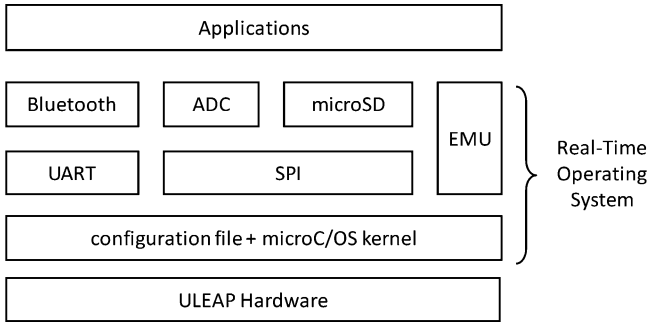 Applications
Bluetooth
ADC
microSD
EMU
UART
SPI
Real-Time
Operating
System
configuration file + microC/OS kernel
ULEAP Hardware